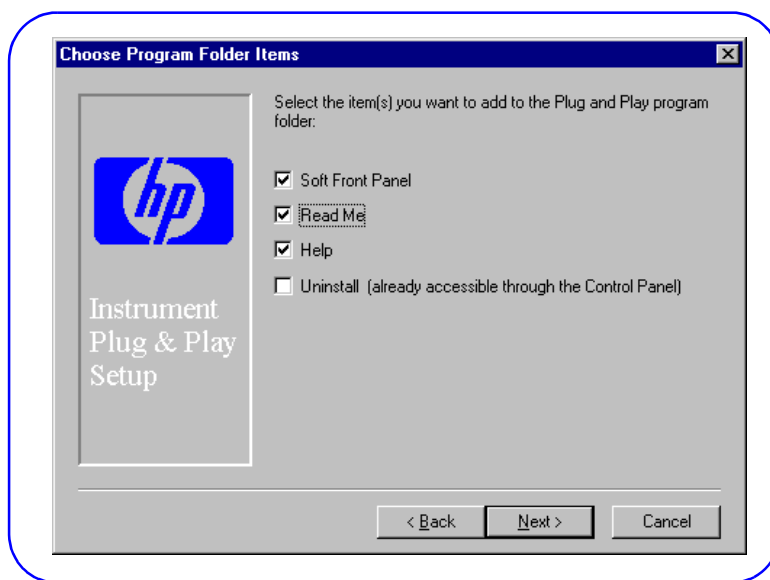 Choose Program Folder Items
Select the item(s) you want to add to the Plug and Play program
folder:
hp
Soft Front Panel
Read Me
Help
Uninstall (already accessible through the Control Panel)
Instrument
Plug & Play
Setup
< Back
Next >
Cancel